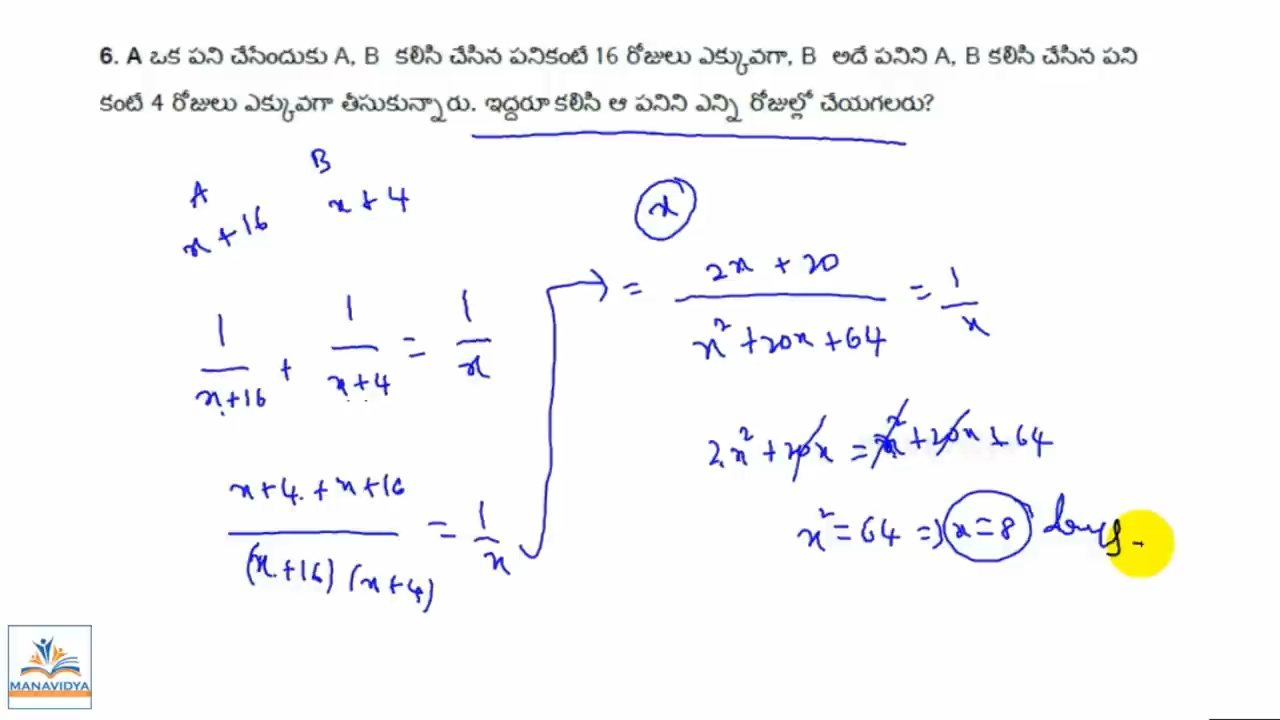 6. A ఒక పని చేసేందుకు A, B కలిసి చేసిన పనికంటే 16 రోజులు ఎక్కువగా, B అదే పనిని A, B కలిసి చేసిన పని
కంటే 4 రోజులు ఎక్కువగా తీసుకున్నారు. ఇద్దరూ కలిసి ఆ పనిని ఎన్ని రోజుల్లో చేయగలరు?
A B
x+16 x+4 x
1/(x+16) + 1/(x+4) = 1/x
(x+4+x+16)/((x+16)(x+4)) = 1/x
= (2x+20)/(x²+20x+64) = 1/x
2x²+20x = x²+20x+64
x²=64 ⇒ x=8 days
MANAVIDYA